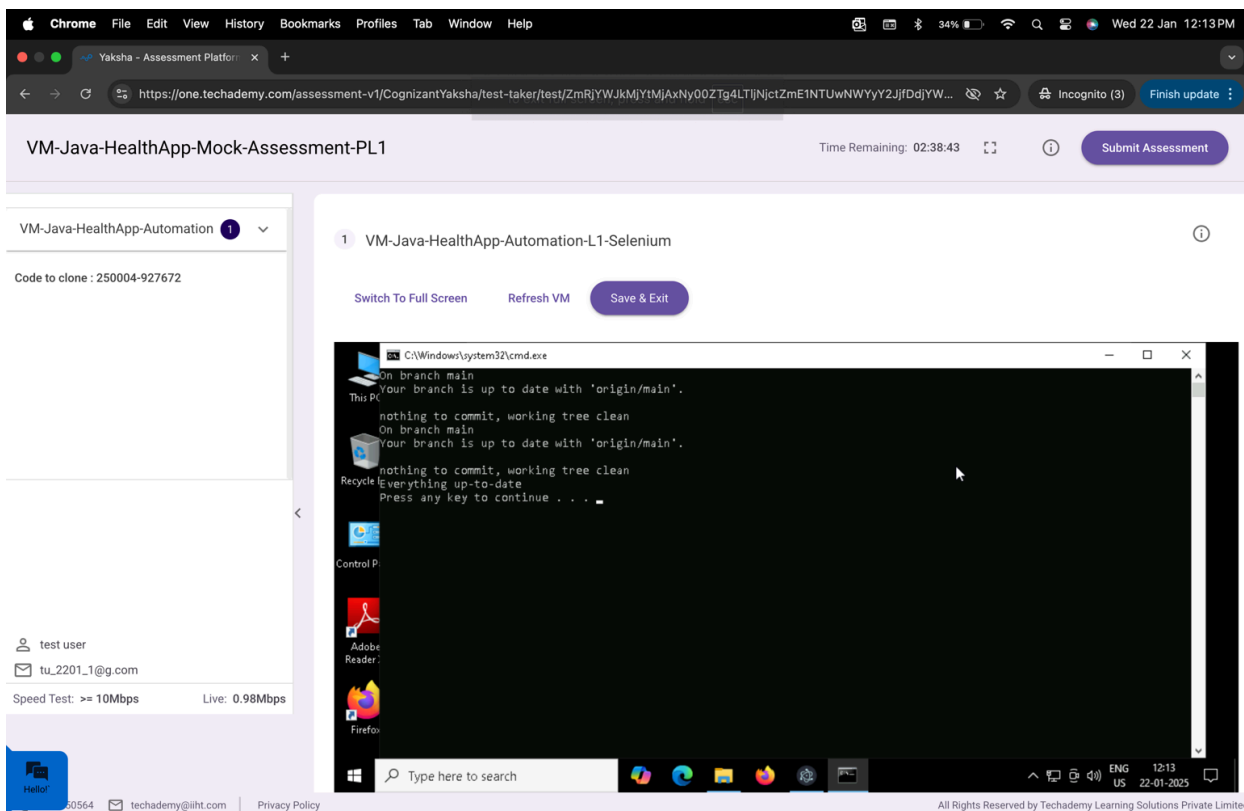 Chrome File Edit View History Bookmarks Profiles Tab Window Help 34% Wed 22 Jan 12:13 PM
Yaksha - Assessment Platform
https://one.techademy.com/assessment-v1/CognizantYaksha/test-taker/test/ Incognito (3) Finish update
VM-Java-HealthApp-Mock-Assessment-PL1 Time Remaining: 02:38:43 Submit Assessment
VM-Java-HealthApp-Automation 1
1 VM-Java-HealthApp-Automation-L1-Selenium
Code to clone : 250004-927672
Switch To Full Screen Refresh VM Save & Exit
C:\Windows\system32\cmd.exe
On branch main
Your branch is up to date with 'origin/main'.
This PC
nothing to commit, working tree clean
On branch main
Your branch is up to date with 'origin/main'.
nothing to commit, working tree clean
Recycle
Everything up-to-date
Press any key to continue . . .
Control P
Adobe
Reader
Firefox
test user
tu_2201_1@g.com
Speed Test: >= 10Mbps Live: 0.98Mbps
Type here to search
ENG
US
12:13
22-01-2025
Hello!
50564 techademy@iiht.com Privacy Policy All Rights Reserved by Techademy Learning Solutions Private Limite